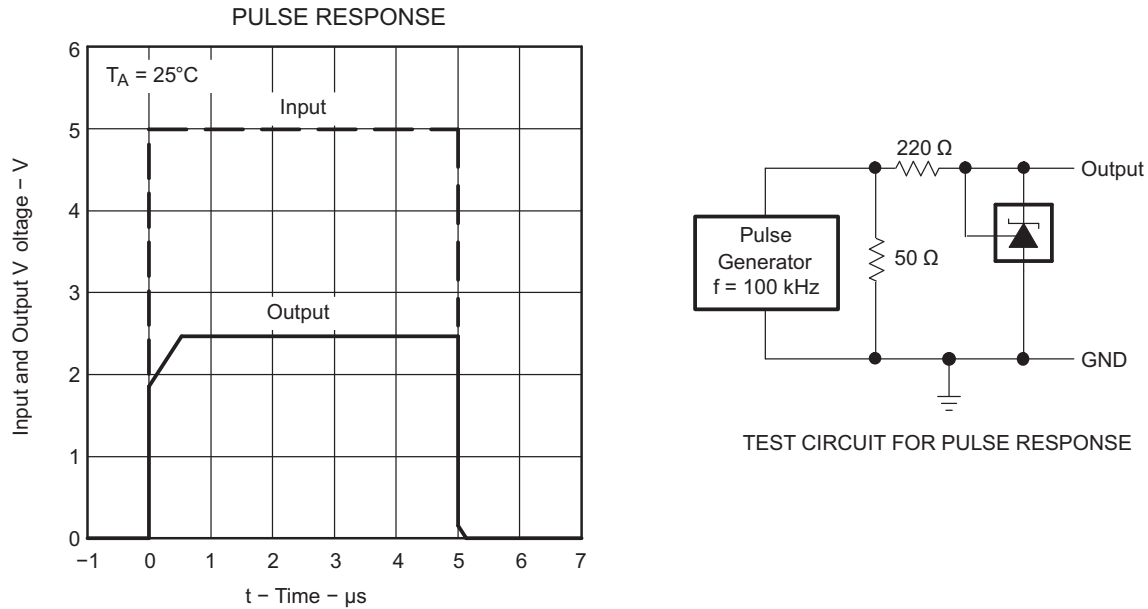 PULSE RESPONSE
6
5
4
3
2
1
0
Input and Output V oltage − V
TA = 25°C
Input
Output
−1 0 1 2 3 4 5 6 7
t − Time − μs
220 Ω
Output
Pulse
Generator
f = 100 kHz
50 Ω
GND
TEST CIRCUIT FOR PULSE RESPONSE